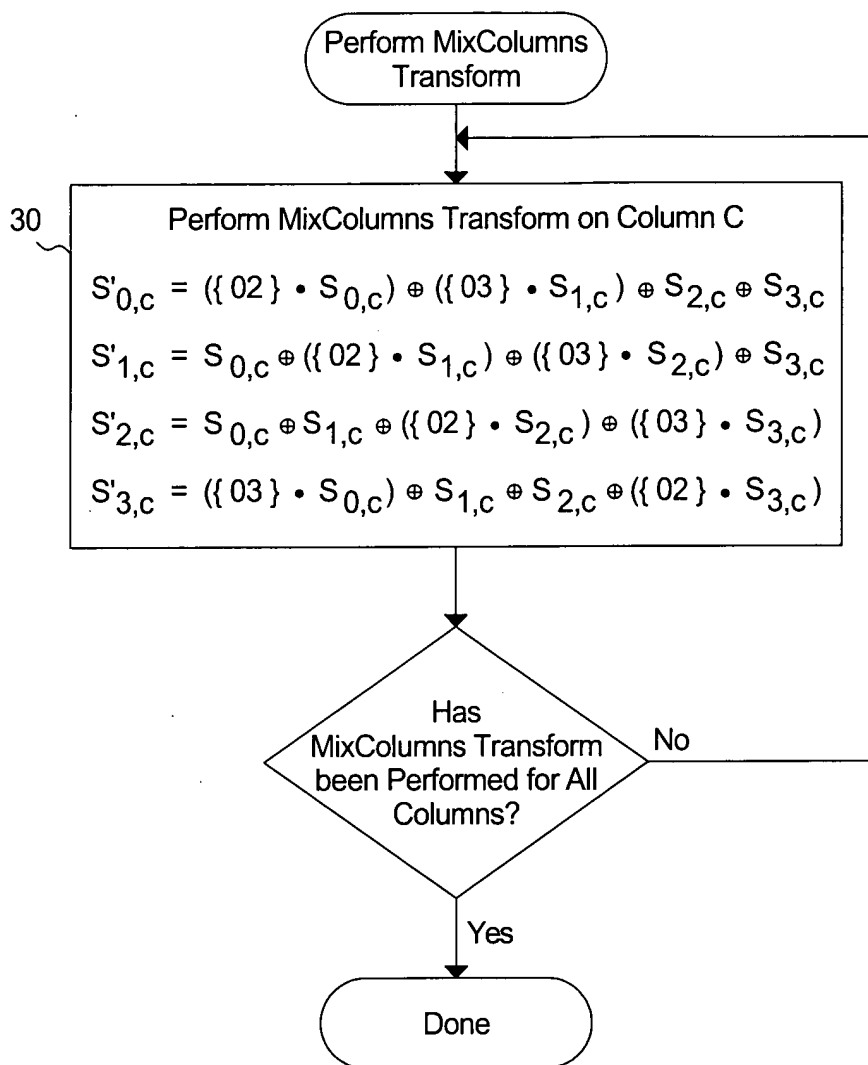 Perform MixColumns
Transform
30
Perform MixColumns Transform on Column C
S'0,c = ({02} • S0,c) ⊕ ({03} • S1,c) ⊕ S2,c ⊕ S3,c
S'1,c = S0,c ⊕ ({02} • S1,c) ⊕ ({03} • S2,c) ⊕ S3,c
S'2,c = S0,c ⊕ S1,c ⊕ ({02} • S2,c) ⊕ ({03} • S3,c)
S'3,c = ({03} • S0,c) ⊕ S1,c ⊕ S2,c ⊕ ({02} • S3,c)
Has
MixColumns Transform
been Performed for All
Columns?
No
Yes
Done